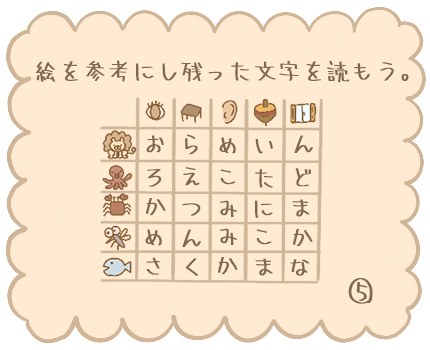 絵を参考にし残った文字を読もう。
おらめいん
ろえこたど
かつみにま
めんみこか
さくかまな
⑤